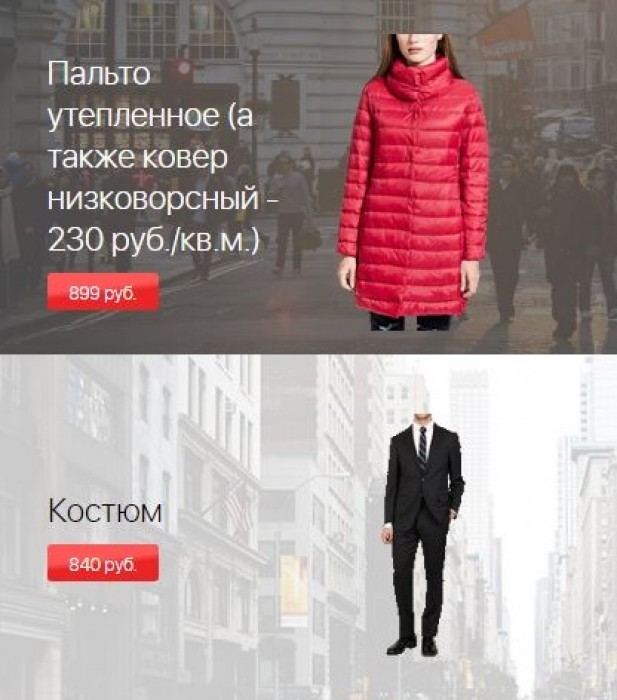 Пальто
утепленное (а
также ковер
низковорсный -
230 руб./кв.м.)
899 руб.
Костюм
840 руб.